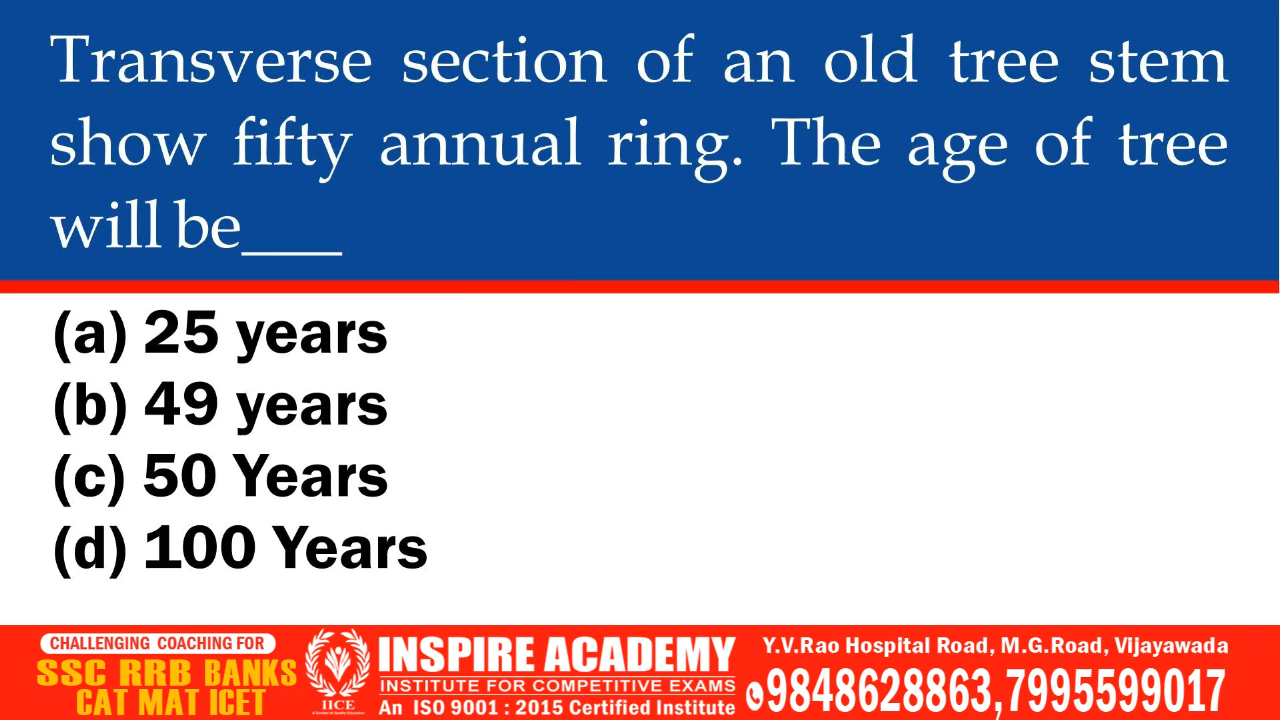 Transverse section of an old tree stem
show fifty annual ring. The age of tree
will be___
(a) 25 years
(b) 49 years
(c) 50 Years
(d) 100 Years
CHALLENGING COACHING FOR
SSC RRB BANKS
CAT MAT ICET
IICE
INSPIRE ACADEMY
INSTITUTE FOR COMPETITIVE EXAMS
An ISO 9001 : 2015 Certified Institute
Y.V.Rao Hospital Road, M.G.Road, Vijayawada
9848628863,7995599017